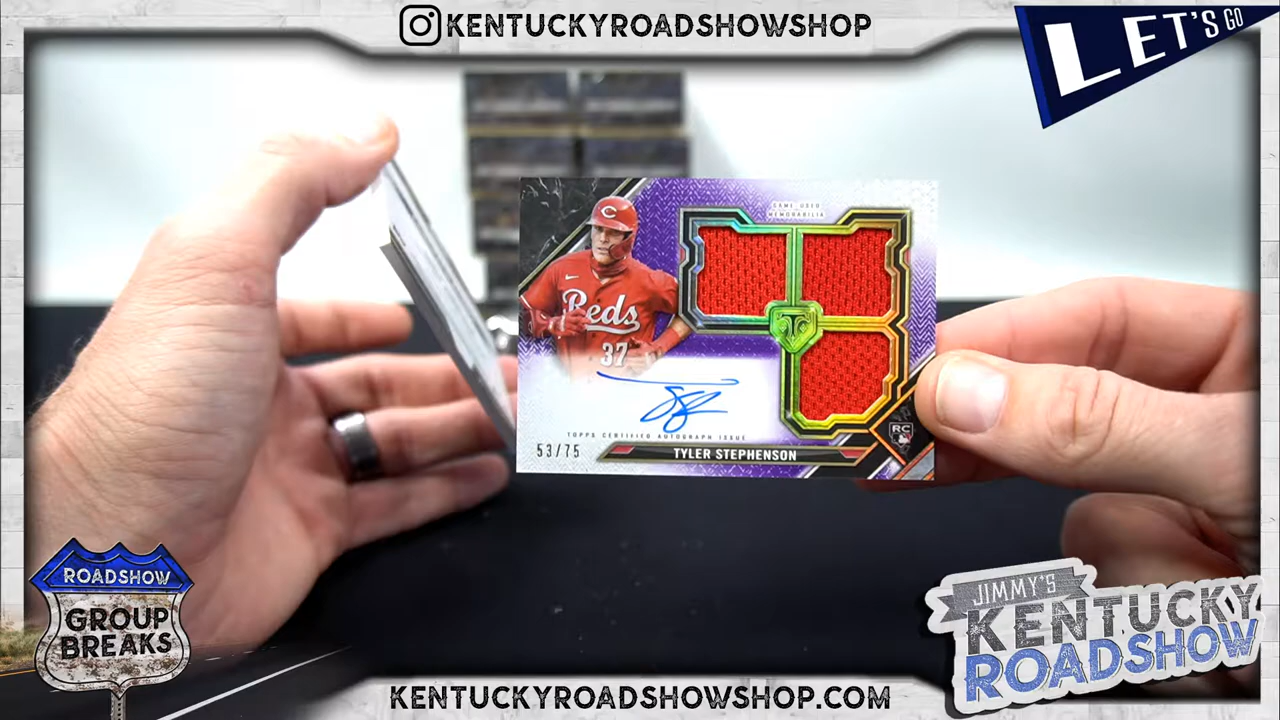 KENTUCKYROADSHOWSHOP
LET'S GO
GAME-USED
MEMORABILIA
C
Reds
37
TOPPS CERTIFIED AUTOGRAPH ISSUE
53/75
TYLER STEPHENSON
RC
ROADSHOW
GROUP
BREAKS
JIMMY'S
KENTUCKY
ROADSHOW
KENTUCKYROADSHOWSHOP.COM